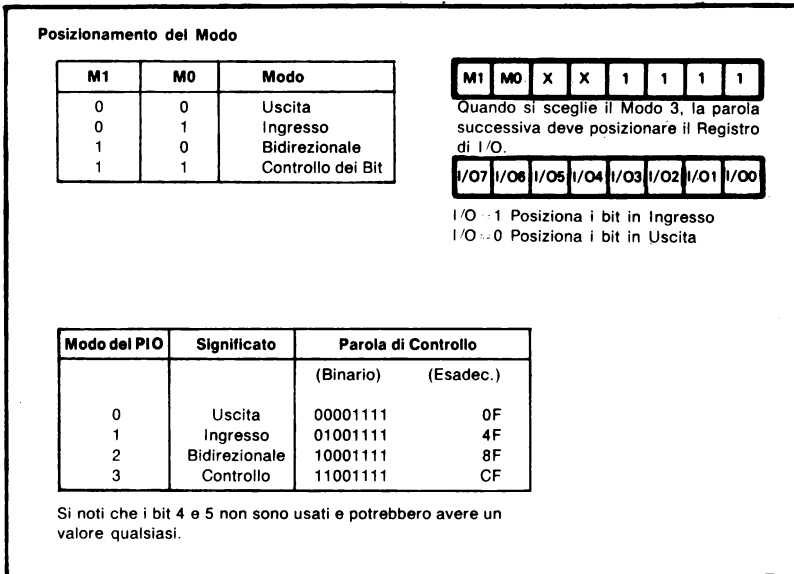 Posizionamento del Modo
M1 M0 Modo
0 0 Uscita
0 1 Ingresso
1 0 Bidirezionale
1 1 Controllo dei Bit
M1 M0 X X 1 1 1 1
Quando si sceglie il Modo 3, la parola
successiva deve posizionare il Registro
di I/O.
I/O7 I/O6 I/O5 I/O4 I/O3 I/O2 I/O1 I/O0
I/O 1 Posiziona i bit in Ingresso
I/O 0 Posiziona i bit in Uscita
Modo del PIO Significato Parola di Controllo
(Binario) (Esadec.)
0 Uscita 00001111 0F
1 Ingresso 01001111 4F
2 Bidirezionale 10001111 8F
3 Controllo 11001111 CF
Si noti che i bit 4 e 5 non sono usati e potrebbero avere un
valore qualsiasi.